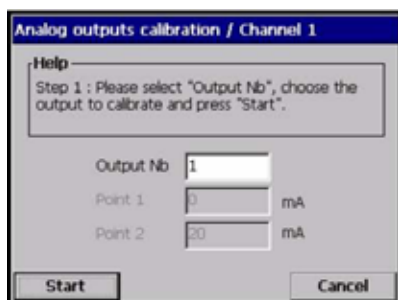 Analog outputs calibration / Channel 1
Help
Step 1 : Please select "Output Nb", choose the
output to calibrate and press "Start".
Output Nb 1
Point 1 0 mA
Point 2 20 mA
Start Cancel